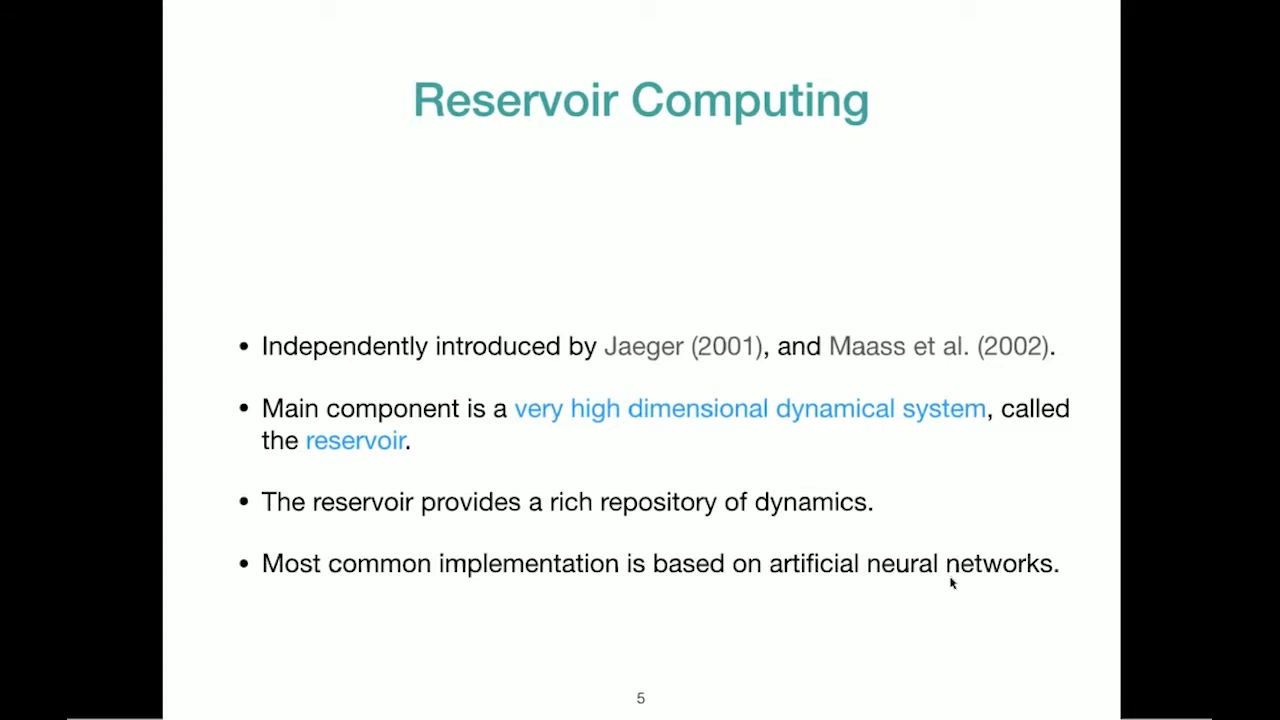 Reservoir Computing
• Independently introduced by Jaeger (2001), and Maass et al. (2002).
• Main component is a very high dimensional dynamical system, called
the reservoir.
• The reservoir provides a rich repository of dynamics.
• Most common implementation is based on artificial neural networks.
5